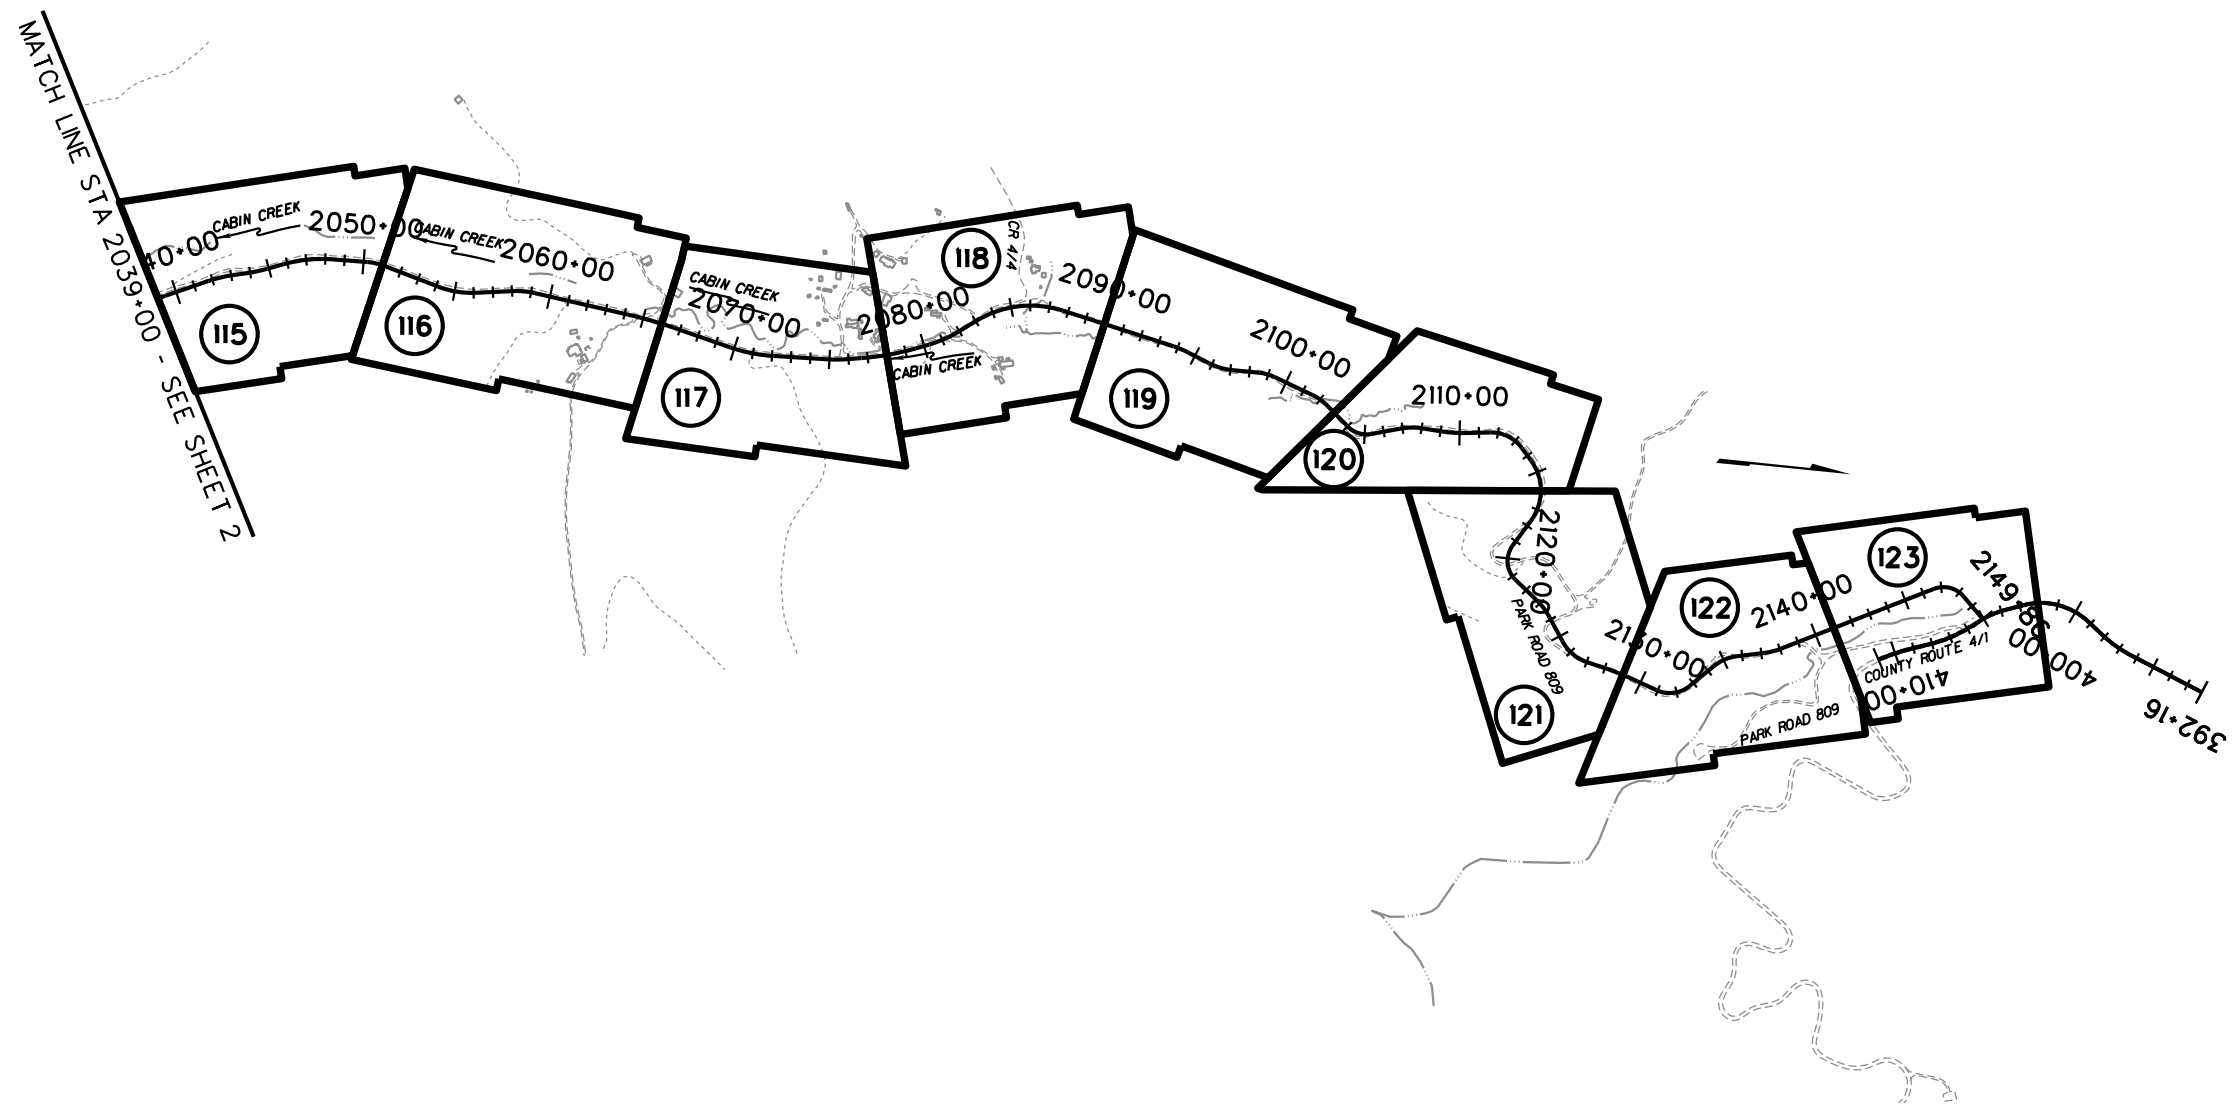 MATCH LINE STA 2039+00 - SEE SHEET 2
40+00
CABIN CREEK
2050+00
CABIN CREEK
2060+00
115
116
CABIN CREEK
2070+00
117
118
CR 4/4
2080+00
CABIN CREEK
2090+00
119
2100+00
2110+00
120
2120+00
PARK ROAD 809
121
2130+00
122
2140+00
PARK ROAD 809
123
2149+88
COUNTY ROUTE 4/1
410+00
400+00
392+16